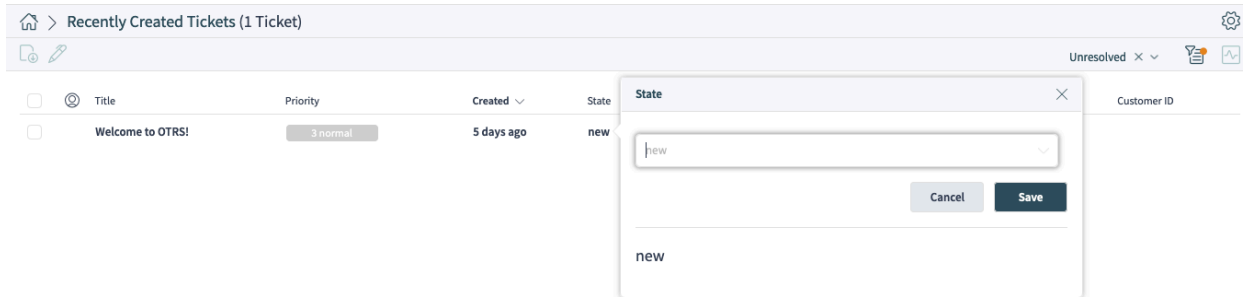 Recently Created Tickets (1 Ticket)
Unresolved
Title Priority Created State Customer ID
Welcome to OTRS! 3 normal 5 days ago new
State
new
Cancel Save
new